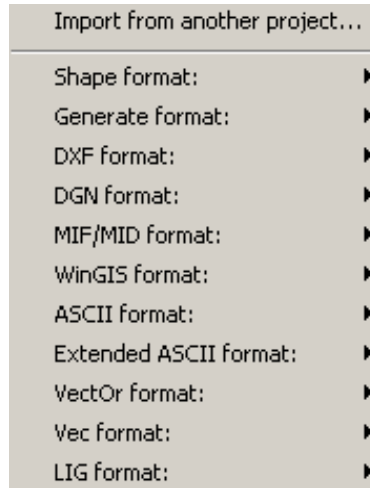 Import from another project...
Shape format:
Generate format:
DXF format:
DGN format:
MIF/MID format:
WinGIS format:
ASCII format:
Extended ASCII format:
VectOr format:
Vec format:
LIG format: